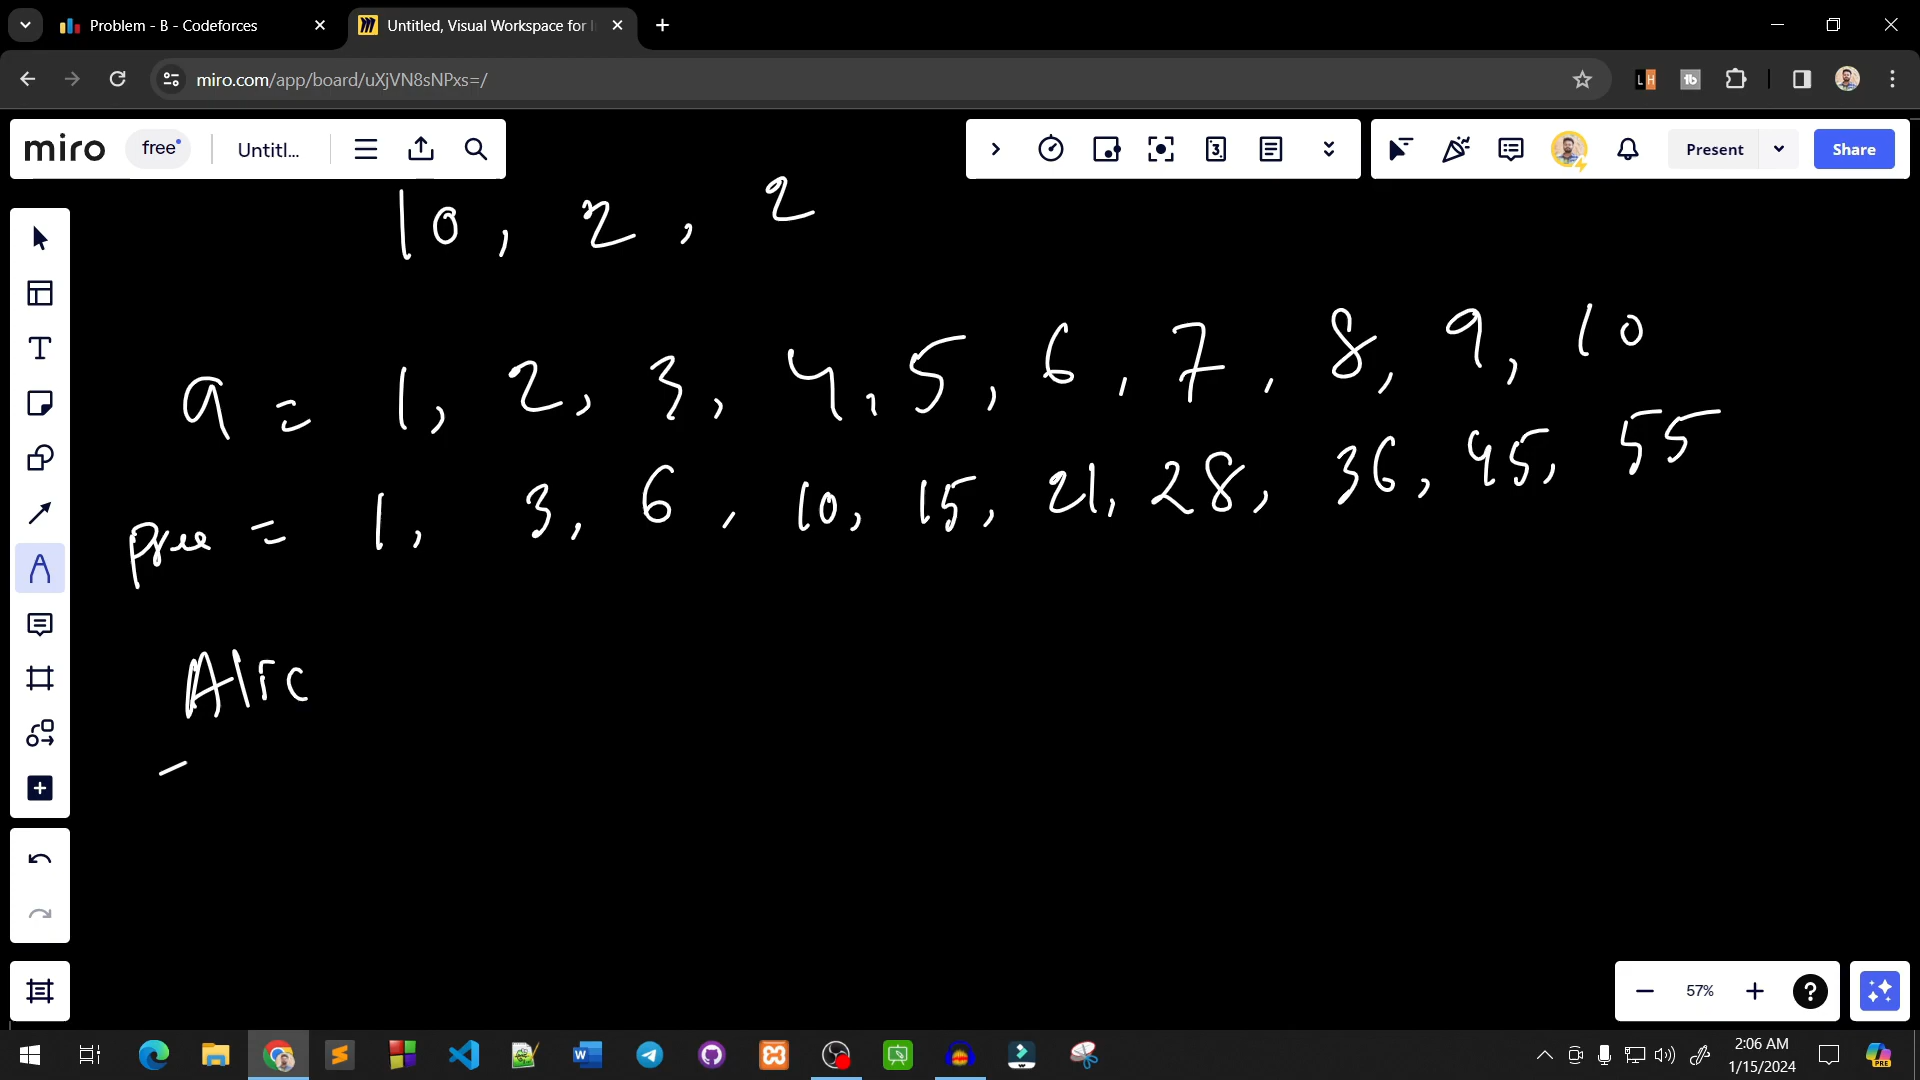 Problem - B - Codeforces
Untitled, Visual Workspace for I
miro.com/app/board/uXjVN8sNPxs=/
miro free Untitl... Present Share
10, 2, 2
a = 1, 2, 3, 4, 5, 6, 7, 8, 9, 10
pre = 1, 3, 6, 10, 15, 21, 28, 36, 45, 55
Alic
57%
2:06 AM
1/15/2024